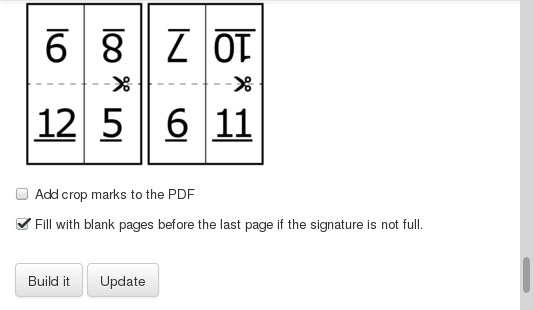 9 8 7 10
12 5 6 11
Add crop marks to the PDF
Fill with blank pages before the last page if the signature is not full.
Build it Update